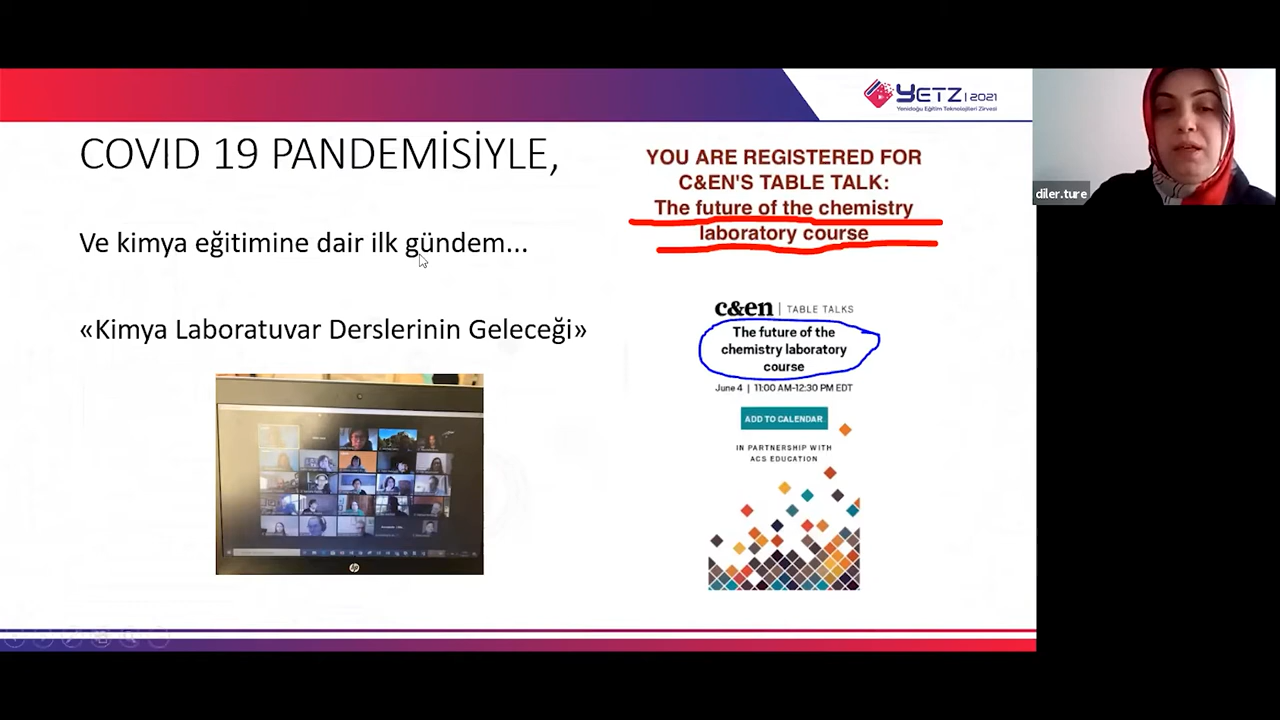 YETZ | 2021
Yenidoğu Eğitim Teknolojileri Zirvesi
COVID 19 PANDEMİSİYLE,
Ve kimya eğitimine dair ilk gündem...
«Kimya Laboratuvar Derslerinin Geleceği»
YOU ARE REGISTERED FOR
C&EN'S TABLE TALK:
The future of the chemistry
laboratory course
c&en | TABLE TALKS
The future of the
chemistry laboratory
course
June 4 | 11:00 AM-12:30 PM EDT
ADD TO CALENDAR
IN PARTNERSHIP WITH
ACS EDUCATION
hp
diler.ture